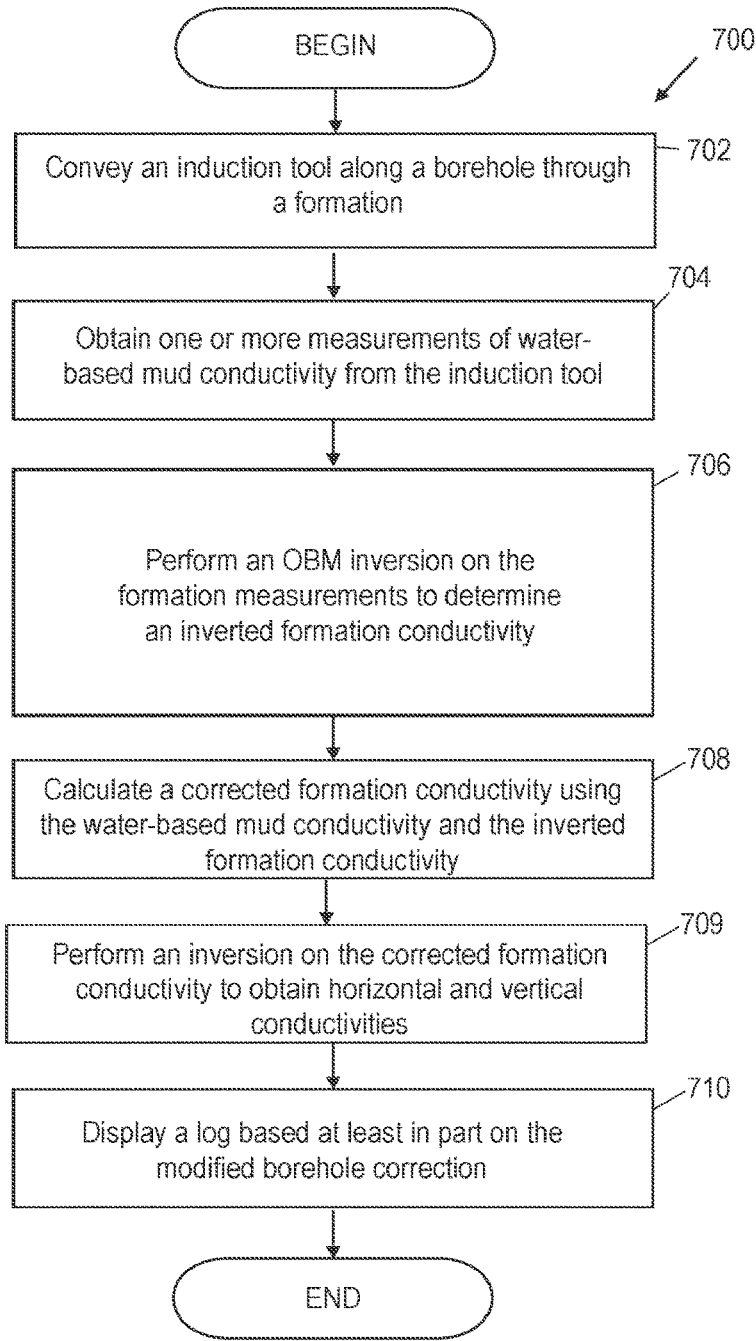 BEGIN
700
702
Convey an induction tool along a borehole through
a formation
704
Obtain one or more measurements of water-
based mud conductivity from the induction tool
706
Perform an OBM inversion on the
formation measurements to determine
an inverted formation conductivity
708
Calculate a corrected formation conductivity using
the water-based mud conductivity and the inverted
formation conductivity
709
Perform an inversion on the corrected formation
conductivity to obtain horizontal and vertical
conductivities
710
Display a log based at least in part on the
modified borehole correction
END